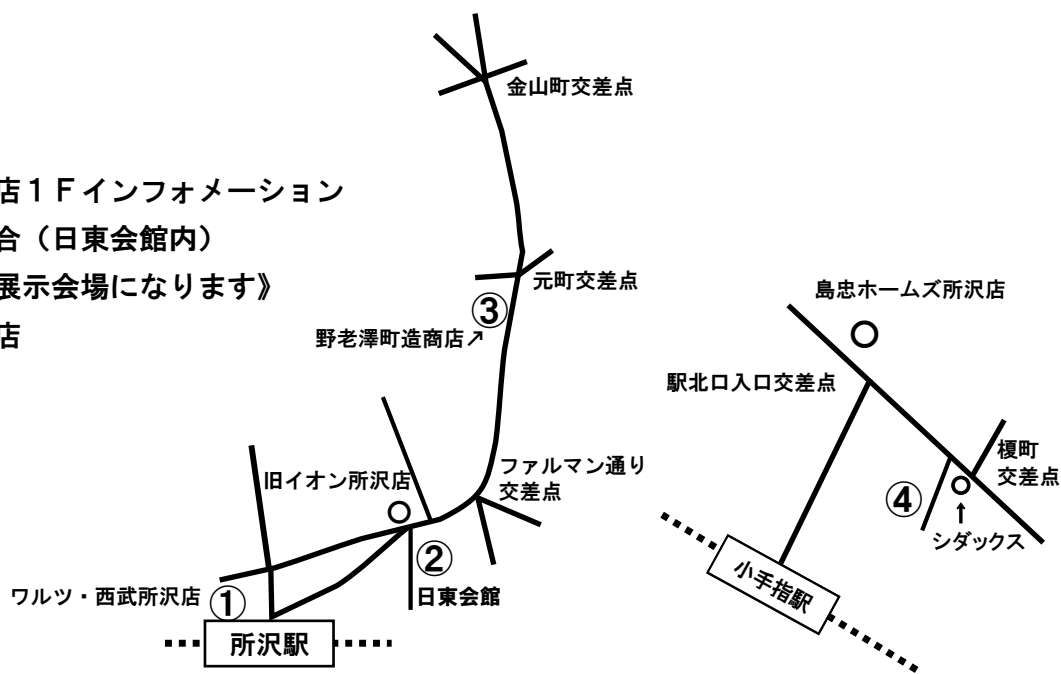 金山町交差点
店１Ｆインフォメーション
合（日東会館内）
展示会場になります》
店
元町交差点
③
野老澤町造商店↗
島忠ホームズ所沢店
駅北口入口交差点
旧イオン所沢店
ファルマン通り
交差点
榎町
交差点
④
↑
シダックス
②
日東会館
ワルツ・西武所沢店
①
所沢駅
小手指駅